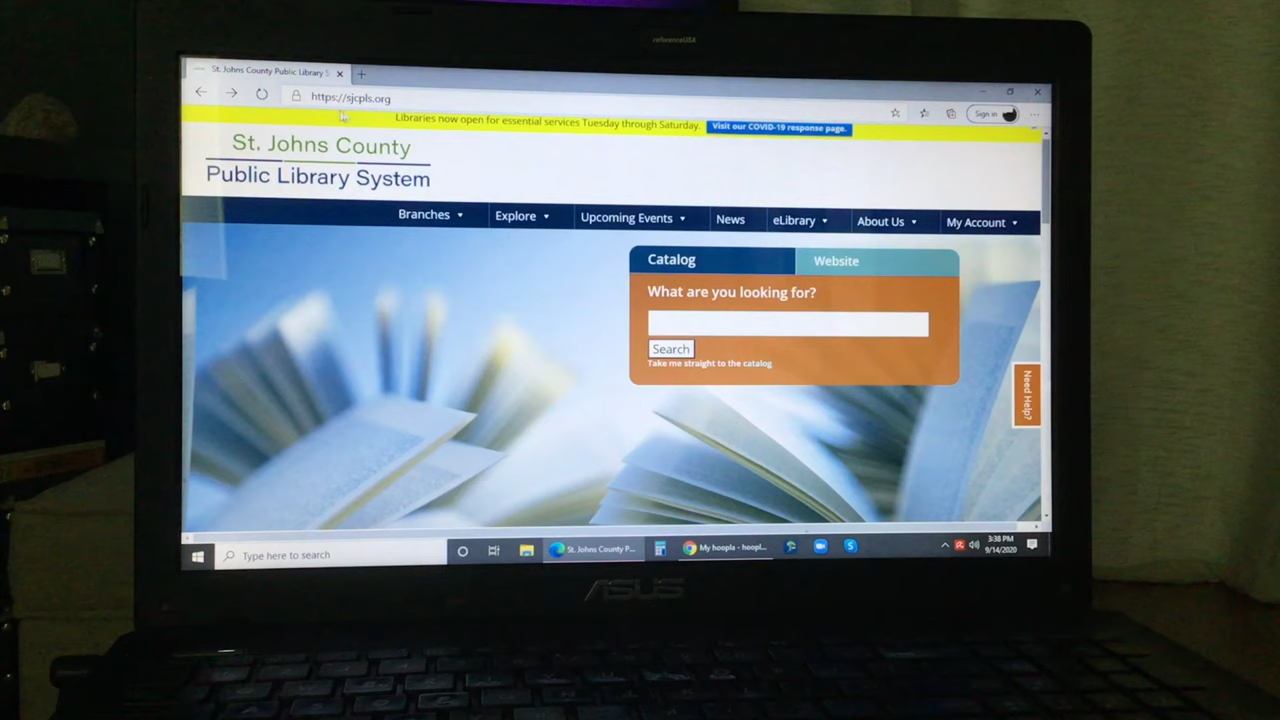 referenceUSA
St. Johns County Public Library S
https://sjcpls.org
Sign in
Libraries now open for essential services Tuesday through Saturday. Visit our COVID-19 response page.
St. Johns County
Public Library System
Branches Explore Upcoming Events News eLibrary About Us My Account
Catalog Website
What are you looking for?
Search
Take me straight to the catalog
Need Help?
Type here to search
St. Johns County P...
My hoopla - hoopl...
3:38 PM
9/14/2020
ASUS